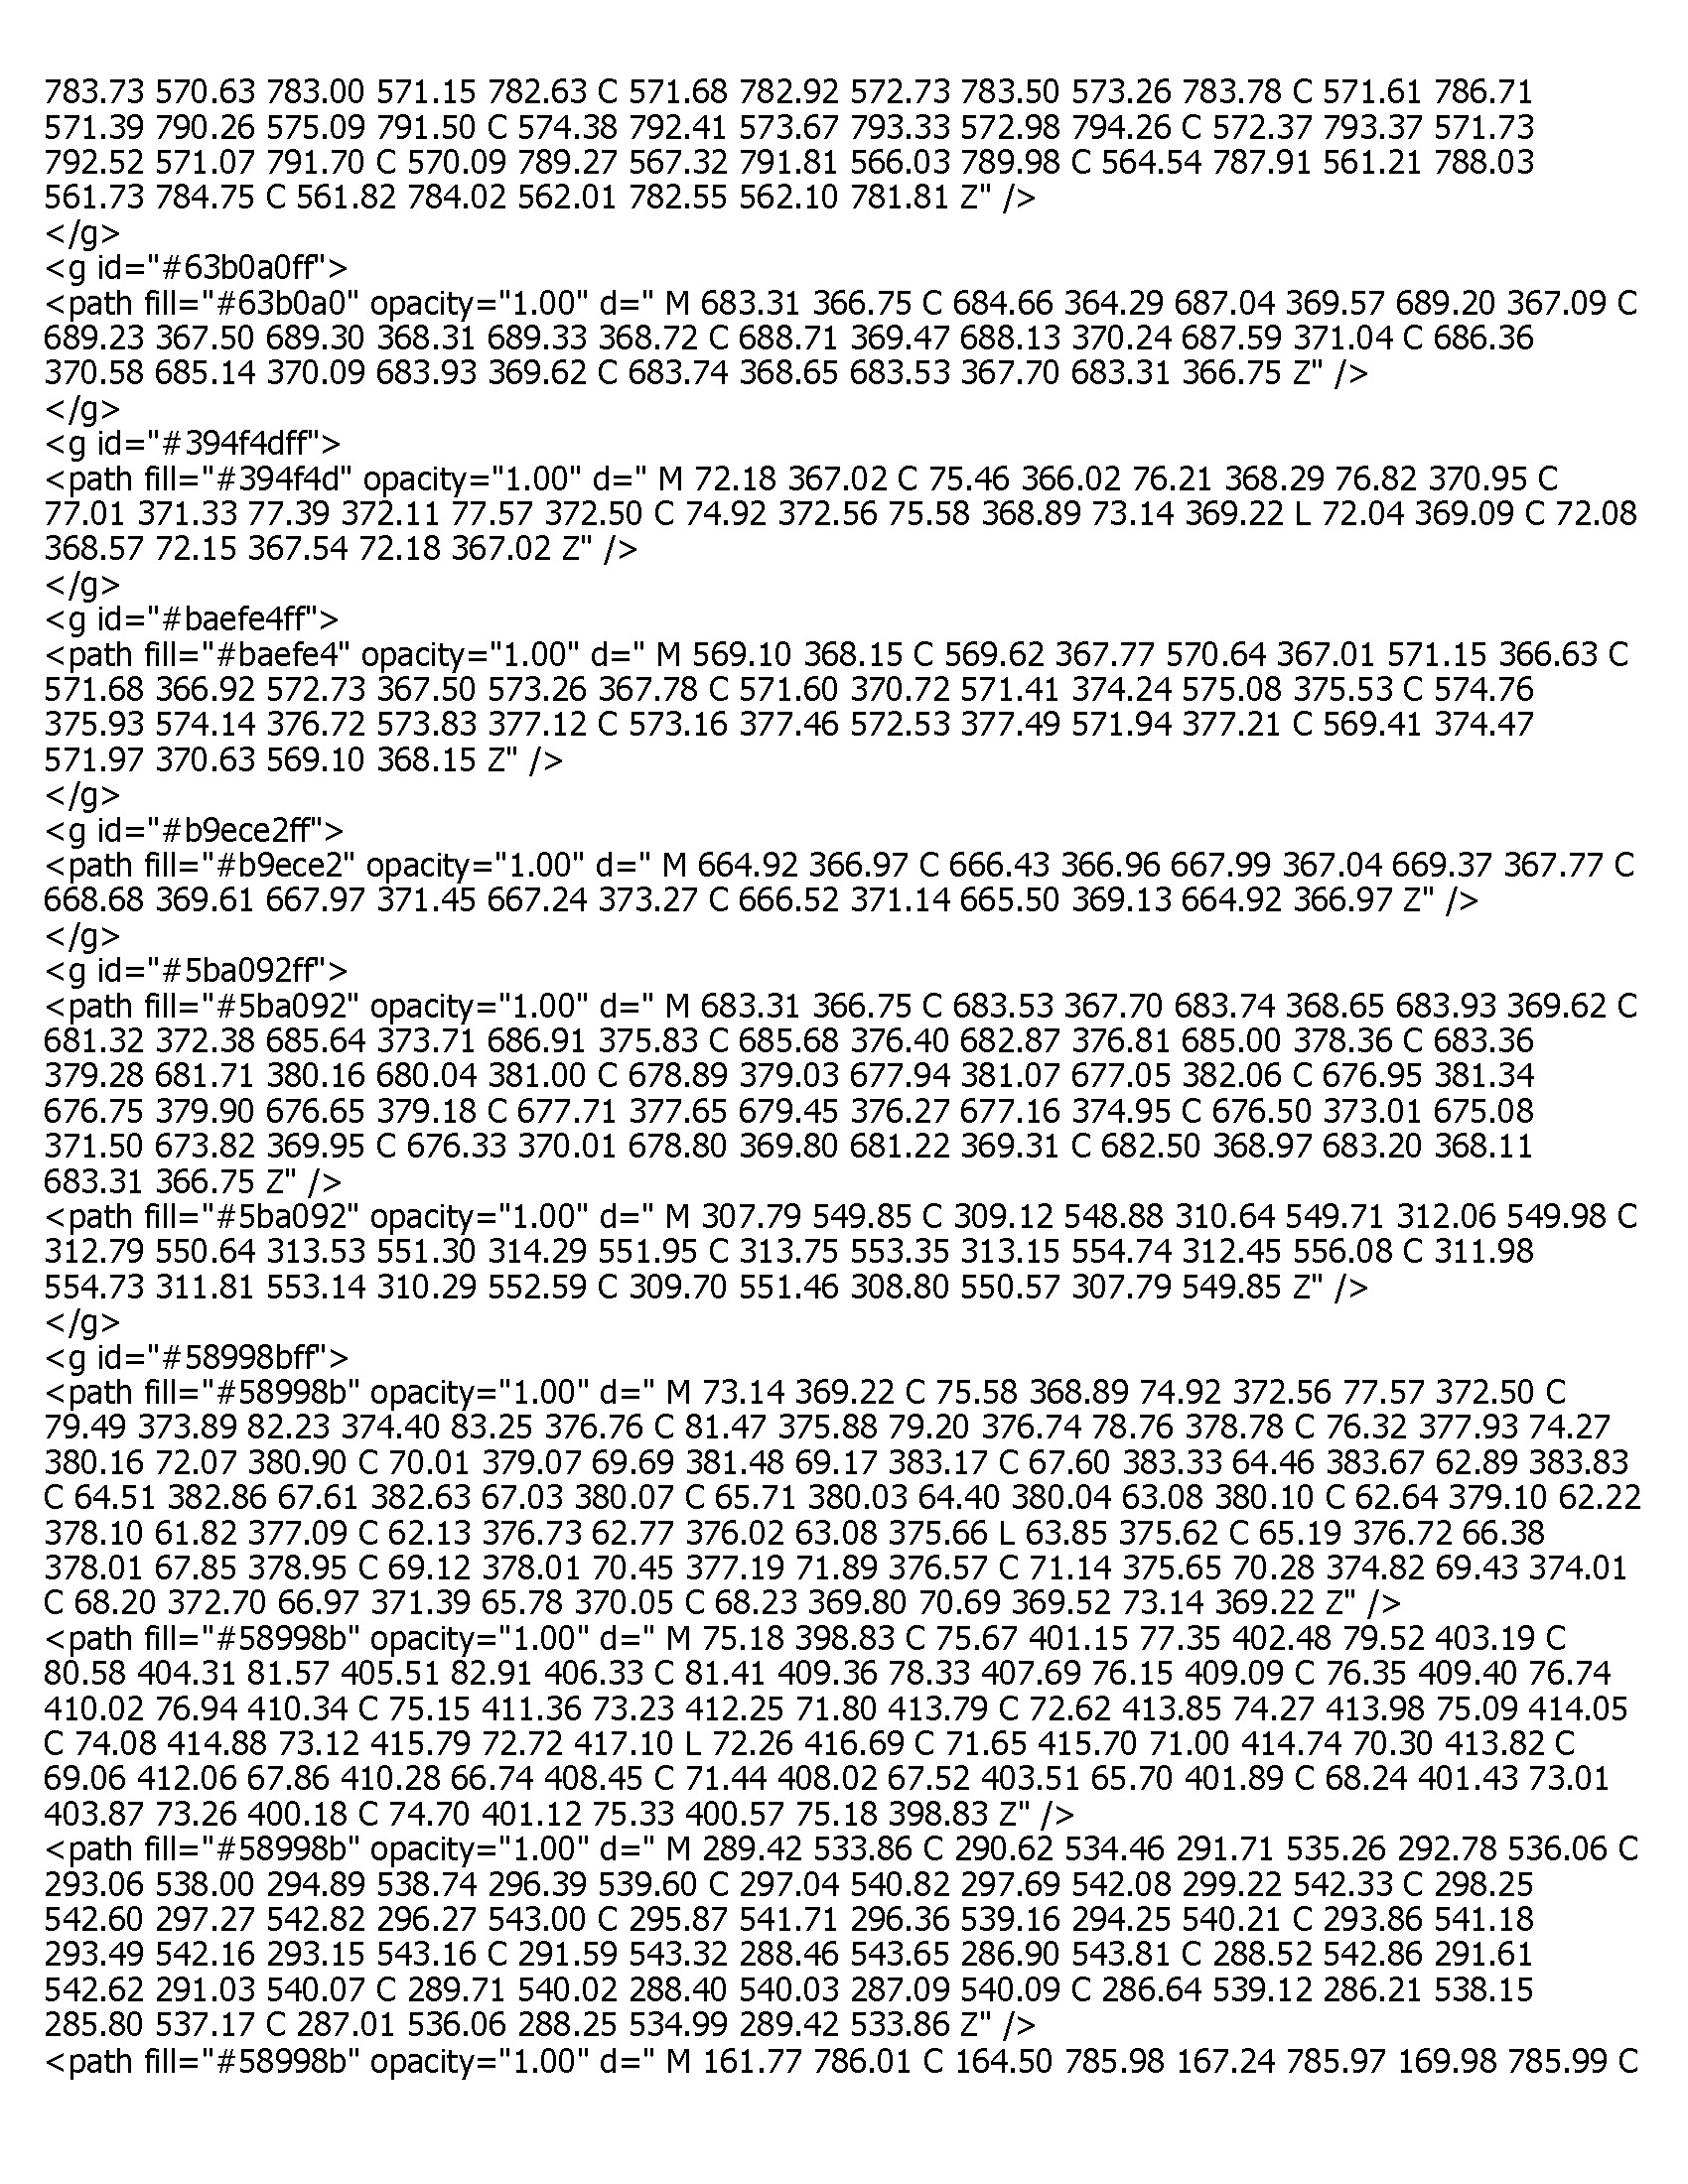 783.73 570.63 783.00 571.15 782.63 C 571.68 782.92 572.73 783.50 573.26 783.78 C 571.61 786.71
571.39 790.26 575.09 791.50 C 574.38 792.41 573.67 793.33 572.98 794.26 C 572.37 793.37 571.73
792.52 571.07 791.70 C 570.09 789.27 567.32 791.81 566.03 789.98 C 564.54 787.91 561.21 788.03
561.73 784.75 C 561.82 784.02 562.01 782.55 562.10 781.81 Z" />
</g>
<g id="#63b0a0ff">
<path fill="#63b0a0" opacity="1.00" d=" M 683.31 366.75 C 684.66 364.29 687.04 369.57 689.20 367.09 C
689.23 367.50 689.30 368.31 689.33 368.72 C 688.71 369.47 688.13 370.24 687.59 371.04 C 686.36
370.58 685.14 370.09 683.93 369.62 C 683.74 368.65 683.53 367.70 683.31 366.75 Z" />
</g>
<g id="#394f4dff">
<path fill="#394f4d" opacity="1.00" d=" M 72.18 367.02 C 75.46 366.02 76.21 368.29 76.82 370.95 C
77.01 371.33 77.39 372.11 77.57 372.50 C 74.92 372.56 75.58 368.89 73.14 369.22 L 72.04 369.09 C 72.08
368.57 72.15 367.54 72.18 367.02 Z" />
</g>
<g id="#baefe4ff">
<path fill="#baefe4" opacity="1.00" d=" M 569.10 368.15 C 569.62 367.77 570.64 367.01 571.15 366.63 C
571.68 366.92 572.73 367.50 573.26 367.78 C 571.60 370.72 571.41 374.24 575.08 375.53 C 574.76
375.93 574.14 376.72 573.83 377.12 C 573.16 377.46 572.53 377.49 571.94 377.21 C 569.41 374.47
571.97 370.63 569.10 368.15 Z" />
</g>
<g id="#b9ece2ff">
<path fill="#b9ece2" opacity="1.00" d=" M 664.92 366.97 C 666.43 366.96 667.99 367.04 669.37 367.77 C
668.68 369.61 667.97 371.45 667.24 373.27 C 666.52 371.14 665.50 369.13 664.92 366.97 Z" />
</g>
<g id="#5ba092ff">
<path fill="#5ba092" opacity="1.00" d=" M 683.31 366.75 C 683.53 367.70 683.74 368.65 683.93 369.62 C
681.32 372.38 685.64 373.71 686.91 375.83 C 685.68 376.40 682.87 376.81 685.00 378.36 C 683.36
379.28 681.71 380.16 680.04 381.00 C 678.89 379.03 677.94 381.07 677.05 382.06 C 676.95 381.34
676.75 379.90 676.65 379.18 C 677.71 377.65 679.45 376.27 677.16 374.95 C 676.50 373.01 675.08
371.50 673.82 369.95 C 676.33 370.01 678.80 369.80 681.22 369.31 C 682.50 368.97 683.20 368.11
683.31 366.75 Z" />
<path fill="#5ba092" opacity="1.00" d=" M 307.79 549.85 C 309.12 548.88 310.64 549.71 312.06 549.98 C
312.79 550.64 313.53 551.30 314.29 551.95 C 313.75 553.35 313.15 554.74 312.45 556.08 C 311.98
554.73 311.81 553.14 310.29 552.59 C 309.70 551.46 308.80 550.57 307.79 549.85 Z" />
</g>
<g id="#58998bff">
<path fill="#58998b" opacity="1.00" d=" M 73.14 369.22 C 75.58 368.89 74.92 372.56 77.57 372.50 C
79.49 373.89 82.23 374.40 83.25 376.76 C 81.47 375.88 79.20 376.74 78.76 378.78 C 76.32 377.93 74.27
380.16 72.07 380.90 C 70.01 379.07 69.69 381.48 69.17 383.17 C 67.60 383.33 64.46 383.67 62.89 383.83
C 64.51 382.86 67.61 382.63 67.03 380.07 C 65.71 380.03 64.40 380.04 63.08 380.10 C 62.64 379.10 62.22
378.10 61.82 377.09 C 62.13 376.73 62.77 376.02 63.08 375.66 L 63.85 375.62 C 65.19 376.72 66.38
378.01 67.85 378.95 C 69.12 378.01 70.45 377.19 71.89 376.57 C 71.14 375.65 70.28 374.82 69.43 374.01
C 68.20 372.70 66.97 371.39 65.78 370.05 C 68.23 369.80 70.69 369.52 73.14 369.22 Z" />
<path fill="#58998b" opacity="1.00" d=" M 75.18 398.83 C 75.67 401.15 77.35 402.48 79.52 403.19 C
80.58 404.31 81.57 405.51 82.91 406.33 C 81.41 409.36 78.33 407.69 76.15 409.09 C 76.35 409.40 76.74
410.02 76.94 410.34 C 75.15 411.36 73.23 412.25 71.80 413.79 C 72.62 413.85 74.27 413.98 75.09 414.05
C 74.08 414.88 73.12 415.79 72.72 417.10 L 72.26 416.69 C 71.65 415.70 71.00 414.74 70.30 413.82 C
69.06 412.06 67.86 410.28 66.74 408.45 C 71.44 408.02 67.52 403.51 65.70 401.89 C 68.24 401.43 73.01
403.87 73.26 400.18 C 74.70 401.12 75.33 400.57 75.18 398.83 Z" />
<path fill="#58998b" opacity="1.00" d=" M 289.42 533.86 C 290.62 534.46 291.71 535.26 292.78 536.06 C
293.06 538.00 294.89 538.74 296.39 539.60 C 297.04 540.82 297.69 542.08 299.22 542.33 C 298.25
542.60 297.27 542.82 296.27 543.00 C 295.87 541.71 296.36 539.16 294.25 540.21 C 293.86 541.18
293.49 542.16 293.15 543.16 C 291.59 543.32 288.46 543.65 286.90 543.81 C 288.52 542.86 291.61
542.62 291.03 540.07 C 289.71 540.02 288.40 540.03 287.09 540.09 C 286.64 539.12 286.21 538.15
285.80 537.17 C 287.01 536.06 288.25 534.99 289.42 533.86 Z" />
<path fill="#58998b" opacity="1.00" d=" M 161.77 786.01 C 164.50 785.98 167.24 785.97 169.98 785.99 C